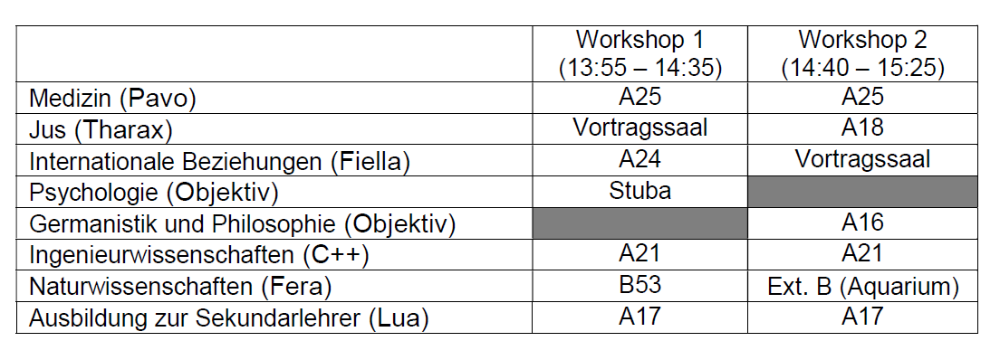 Workshop 1 Workshop 2
(13:55 – 14:35) (14:40 – 15:25)
Medizin (Pavo) A25 A25
Jus (Tharax) Vortragssaal A18
Internationale Beziehungen (Fiella) A24 Vortragssaal
Psychologie (Objektiv) Stuba
Germanistik und Philosophie (Objektiv) A16
Ingenieurwissenschaften (C++) A21 A21
Naturwissenschaften (Fera) B53 Ext. B (Aquarium)
Ausbildung zur Sekundarlehrer (Lua) A17 A17